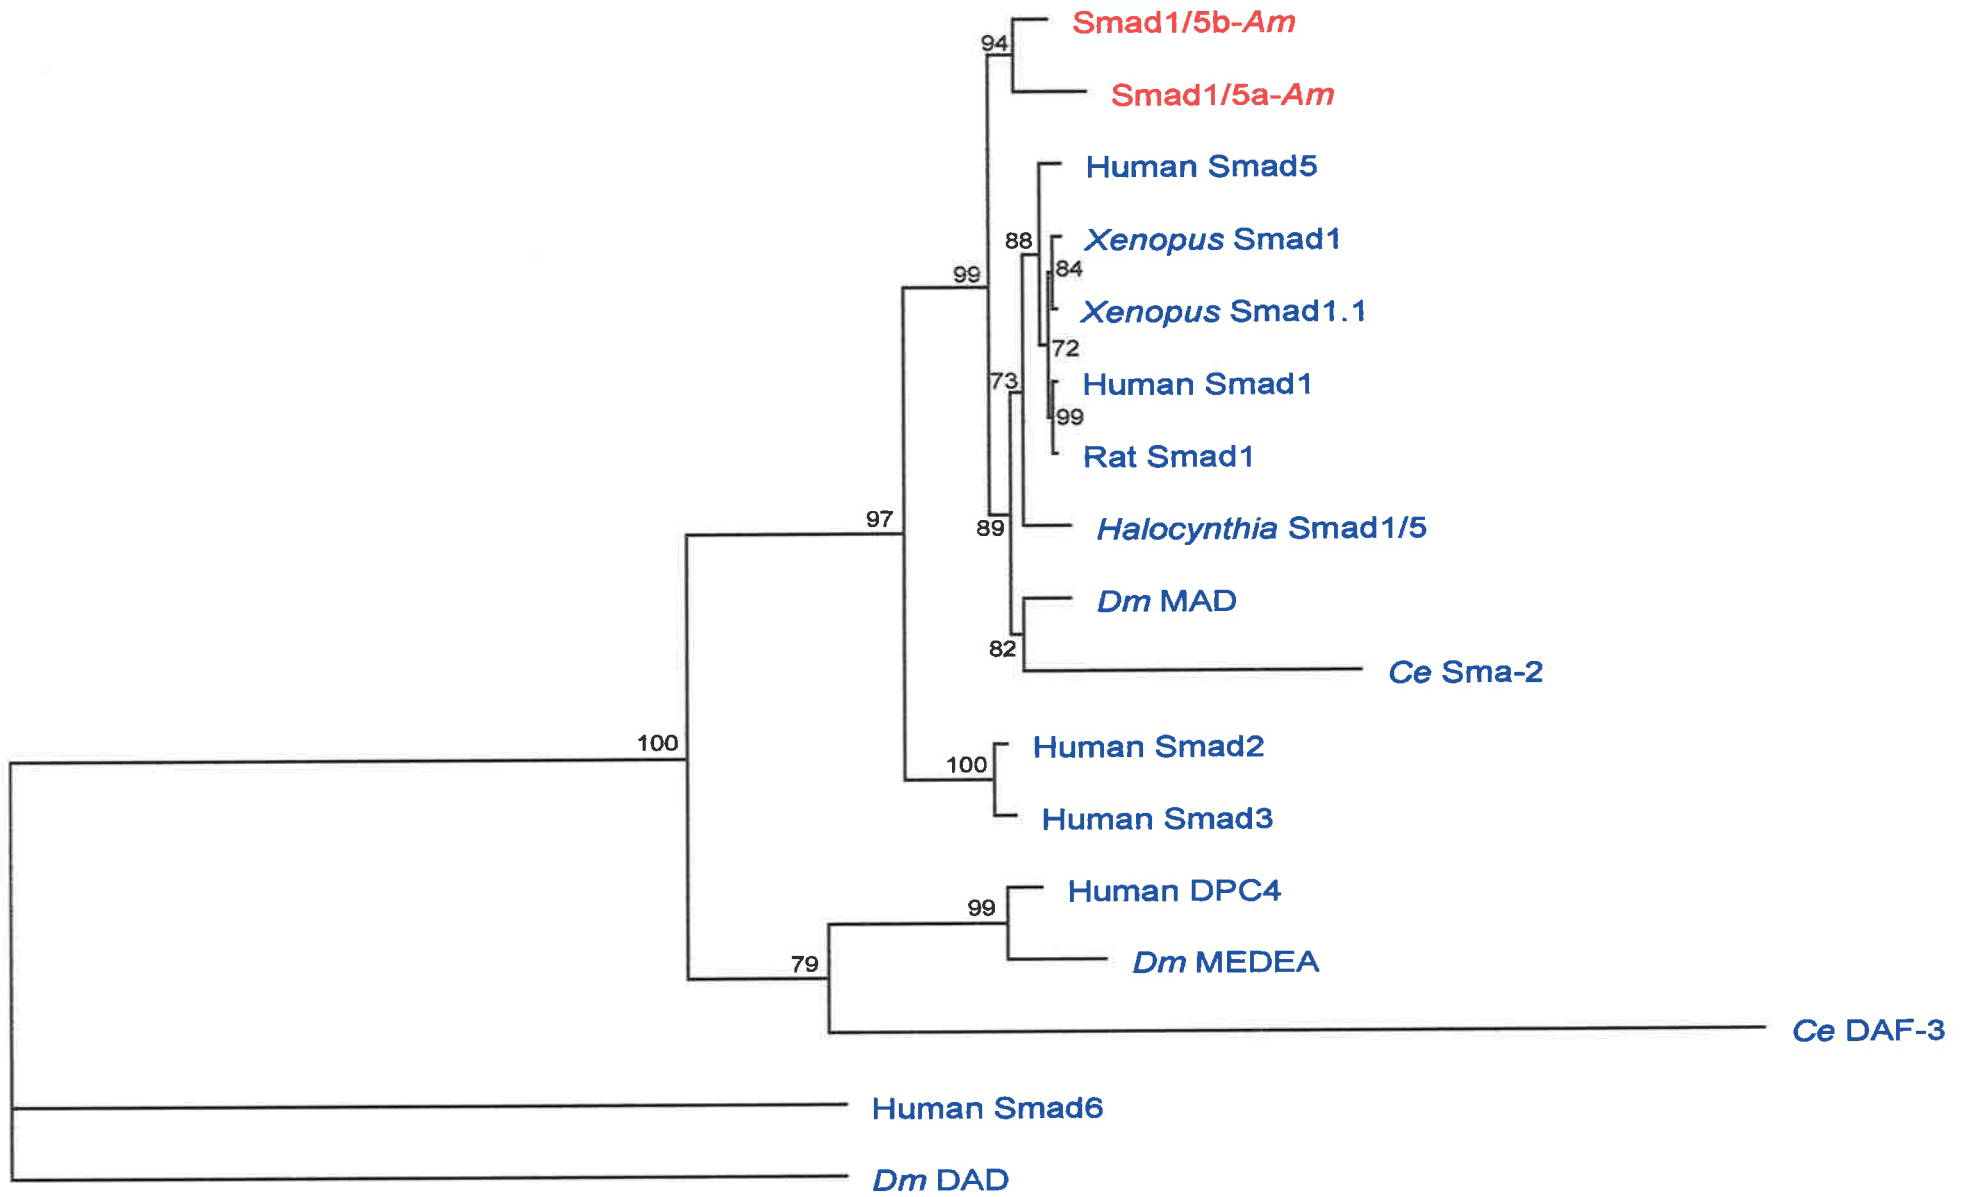 Smad1/5b-Am
94
Smad1/5a-Am
Human Smad5
88
Xenopus Smad1
84
99
Xenopus Smad1.1
72
73
Human Smad1
99
Rat Smad1
97
89
Halocynthia Smad1/5
Dm MAD
82
Ce Sma-2
100
Human Smad2
100
Human Smad3
Human DPC4
99
Dm MEDEA
79
Ce DAF-3
Human Smad6
Dm DAD